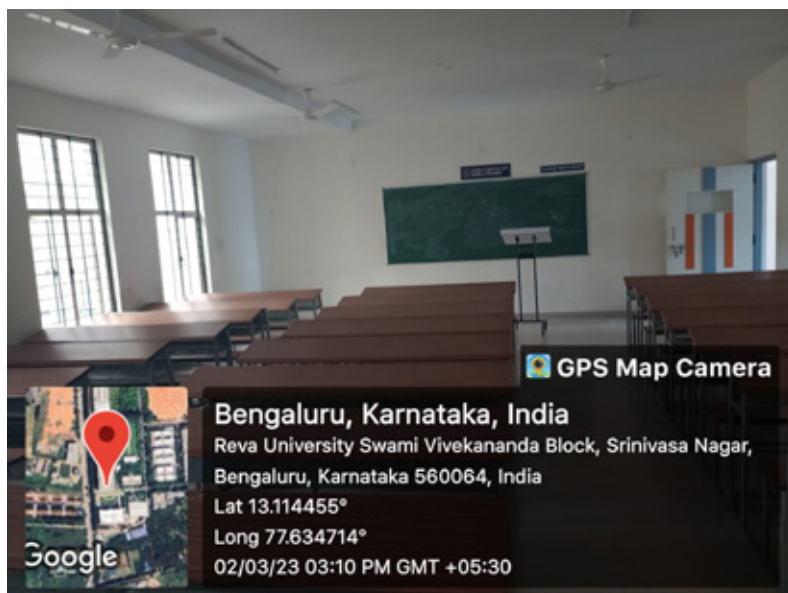 GPS Map Camera
Bengaluru, Karnataka, India
Reva University Swami Vivekananda Block, Srinivasa Nagar,
Bengaluru, Karnataka 560064, India
Lat 13.114455°
Long 77.634714°
02/03/23 03:10 PM GMT +05:30
Google